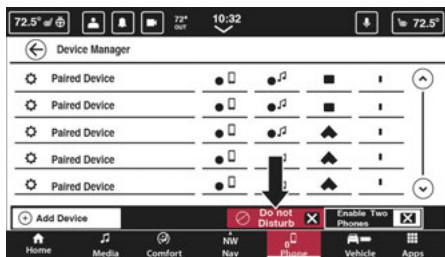 72.5° 72° OUT 10:32 72.5°
Device Manager
Paired Device
Paired Device
Paired Device
Paired Device
Paired Device
Add Device Do not Disturb Enable Two Phones
Home Media Comfort NW Nav Phone Vehicle Apps